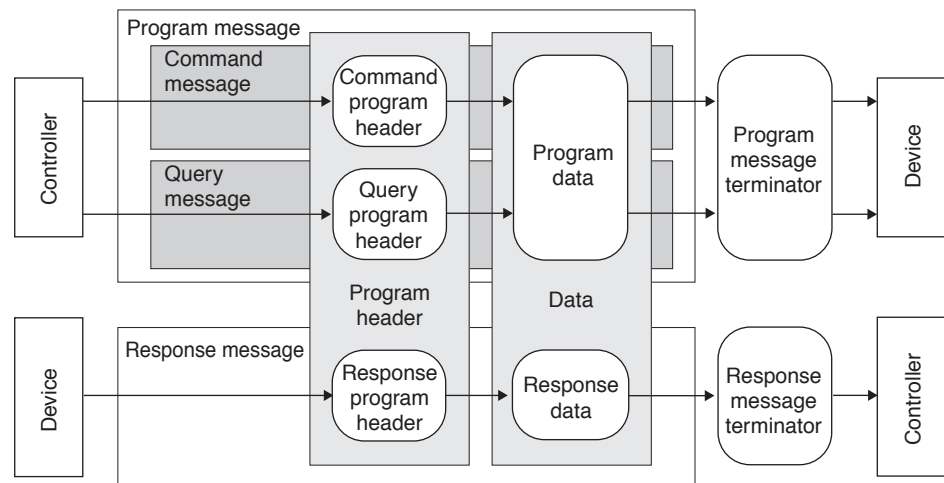 Program message
Command
message
Command
program
header
Program
data
Query
message
Query
program
header
Program
message
terminator
Controller
Device
Program
header
Data
Response message
Response
program
header
Response
data
Response
message
terminator
Device
Controller